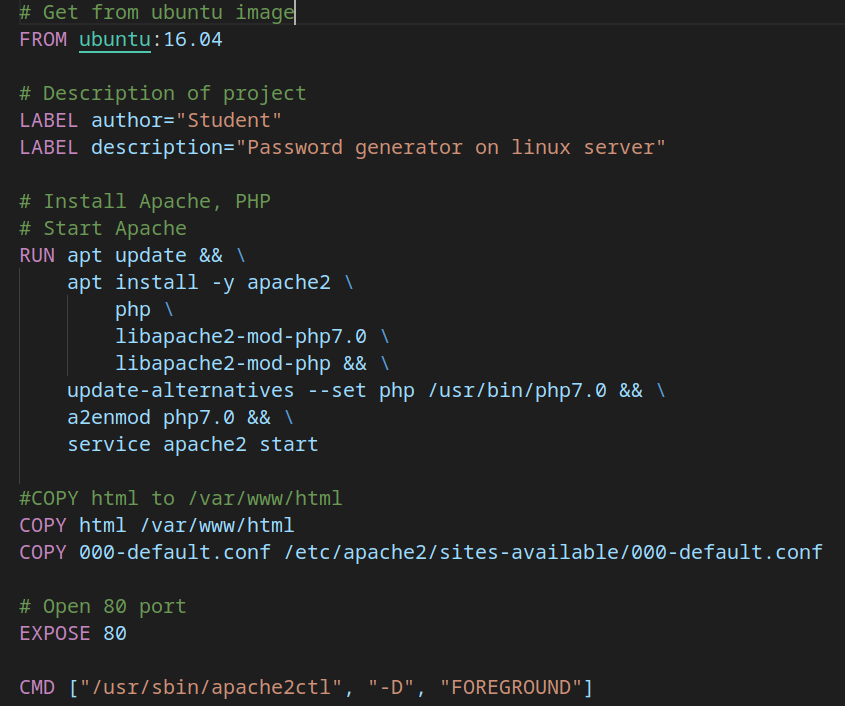 # Get from ubuntu image
FROM ubuntu:16.04
# Description of project
LABEL author="Student"
LABEL description="Password generator on linux server"
# Install Apache, PHP
# Start Apache
RUN apt update && \
    apt install -y apache2 \
        php \
        libapache2-mod-php7.0 \
        libapache2-mod-php && \
    update-alternatives --set php /usr/bin/php7.0 && \
    a2enmod php7.0 && \
    service apache2 start
#COPY html to /var/www/html
COPY html /var/www/html
COPY 000-default.conf /etc/apache2/sites-available/000-default.conf
# Open 80 port
EXPOSE 80
CMD ["/usr/sbin/apache2ctl", "-D", "FOREGROUND"]